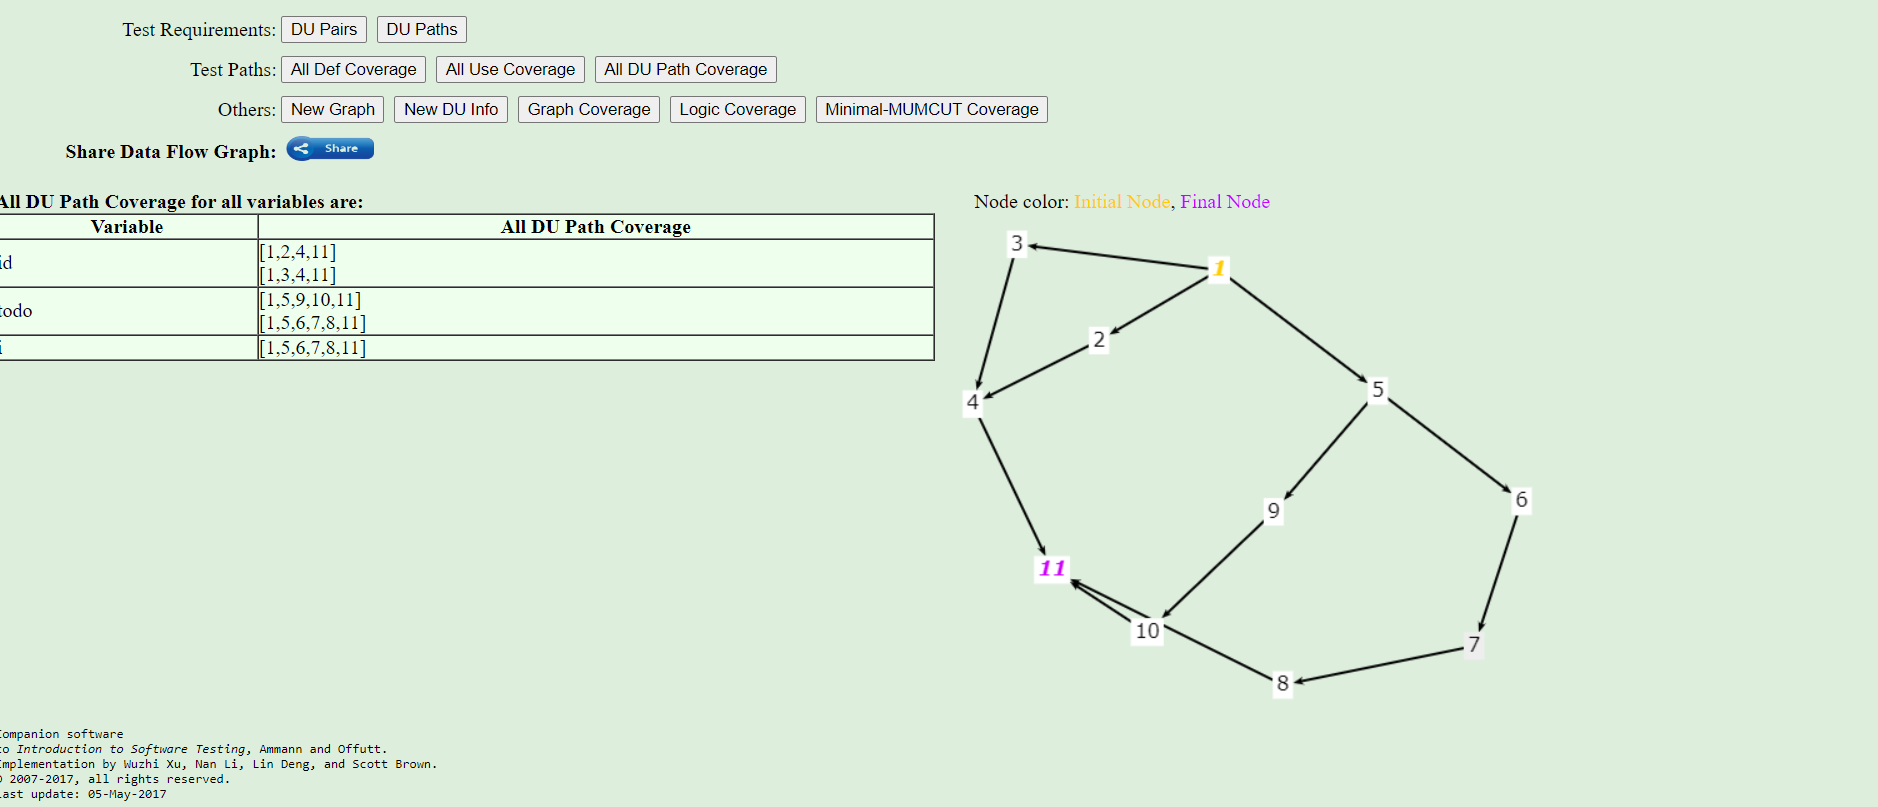 Test Requirements: DU Pairs DU Paths
Test Paths: All Def Coverage All Use Coverage All DU Path Coverage
Others: New Graph New DU Info Graph Coverage Logic Coverage Minimal-MUMCUT Coverage
Share Data Flow Graph: Share
All DU Path Coverage for all variables are:
Variable All DU Path Coverage
id
[1,2,4,11]
[1,3,4,11]
todo
[1,5,9,10,11]
[1,5,6,7,8,11]
i [1,5,6,7,8,11]
Node color: Initial Node, Final Node
3
1
2
5
4
6
9
11
10
7
8
Companion software
to Introduction to Software Testing, Ammann and Offutt.
Implementation by Wuzhi Xu, Nan Li, Lin Deng, and Scott Brown.
© 2007-2017, all rights reserved.
Last update: 05-May-2017